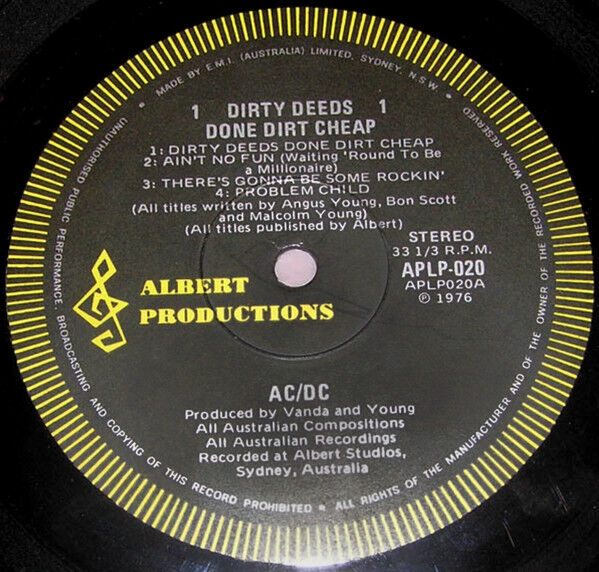 MADE BY E.M.I. (AUSTRALIA) LIMITED, SYDNEY, N.S.W.
1 DIRTY DEEDS 1
DONE DIRT CHEAP
1: DIRTY DEEDS DONE DIRT CHEAP
2: AIN'T NO FUN (Waiting 'Round To Be
a Millionaire)
3: THERE'S GONNA BE SOME ROCKIN'
4: PROBLEM CHILD
(All titles written by Angus Young, Bon Scott
and Malcolm Young)
(All titles published by Albert)
STEREO
33 1/3 R.P.M.
APLP-020
APLP020A
℗ 1976
ALBERT
PRODUCTIONS
AC/DC
Produced by Vanda and Young
All Australian Compositions
All Australian Recordings
Recorded at Albert Studios,
Sydney, Australia
UNAUTHORISED PUBLIC PERFORMANCE, BROADCASTING AND COPYING OF THIS RECORD PROHIBITED ★ ALL RIGHTS OF THE MANUFACTURER AND OF THE OWNER OF THE RECORDED WORK RESERVED